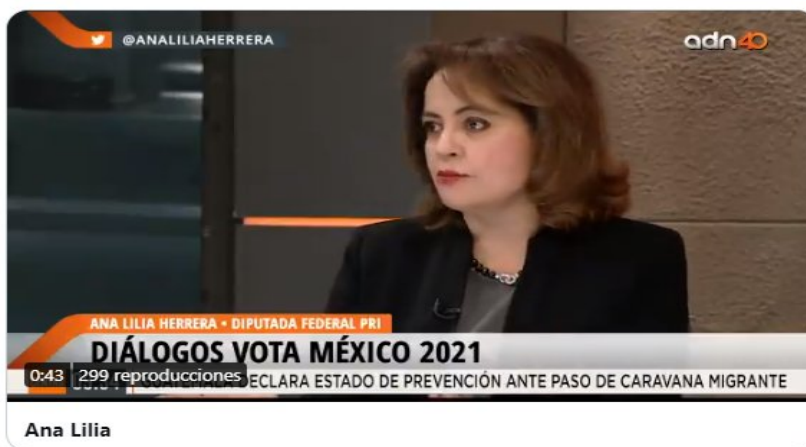 @ANALILIAHERRERA
adn40
ANA LILIA HERRERA • DIPUTADA FEDERAL PRI
DIÁLOGOS VOTA MÉXICO 2021
0:43 299 reproducciones
DECLARA ESTADO DE PREVENCIÓN ANTE PASO DE CARAVANA MIGRANTE
Ana Lilia